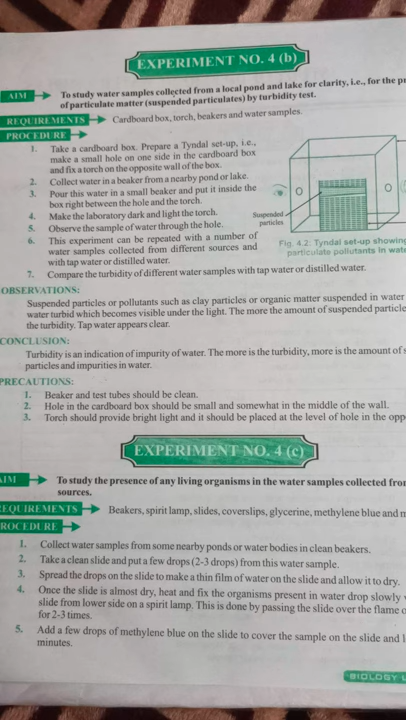 EXPERIMENT NO. 4 (b)
AIM To study water samples collected from a local pond and lake for clarity, i.e., for the
of particulate matter (suspended particulates) by turbidity test.
REQUIREMENTS Cardboard box, torch, beakers and water samples.
PROCEDURE
1. Take a cardboard box. Prepare a Tyndal set-up, i.e.,
make a small hole on one side in the cardboard box
and fix a torch on the opposite wall of the box.
2. Collect water in a beaker from a nearby pond or lake.
3. Pour this water in a small beaker and put it inside the
box right between the hole and the torch.
4. Make the laboratory dark and light the torch.
5. Observe the sample of water through the hole.
6. This experiment can be repeated with a number of
water samples collected from different sources and
with tap water or distilled water.
7. Compare the turbidity of different water samples with tap water or distilled water.
Suspended
particles
Fig. 4.2: Tyndal set-up showing
particulate pollutants in wate
OBSERVATIONS:
Suspended particles or pollutants such as clay particles or organic matter suspended in water
water turbid which becomes visible under the light. The more the amount of suspended particle
the turbidity. Tap water appears clear.
CONCLUSION:
Turbidity is an indication of impurity of water. The more is the turbidity, more is the amount of s
particles and impurities in water.
PRECAUTIONS:
1. Beaker and test tubes should be clean.
2. Hole in the cardboard box should be small and somewhat in the middle of the wall.
3. Torch should provide bright light and it should be placed at the level of hole in the opp
EXPERIMENT NO. 4 (c)
AIM To study the presence of any living organisms in the water samples collected from
sources.
REQUIREMENTS Beakers, spirit lamp, slides, coverslips, glycerine, methylene blue and m
PROCEDURE
1. Collect water samples from some nearby ponds or water bodies in clean beakers.
2. Take a clean slide and put a few drops (2-3 drops) from this water sample.
3. Spread the drops on the slide to make a thin film of water on the slide and allow it to dry.
4. Once the slide is almost dry, heat and fix the organisms present in water drop slowly
slide from lower side on a spirit lamp. This is done by passing the slide over the flame o
for 2-3 times.
5. Add a few drops of methylene blue on the slide to cover the sample on the slide and l
minutes.
BIOLOGY L